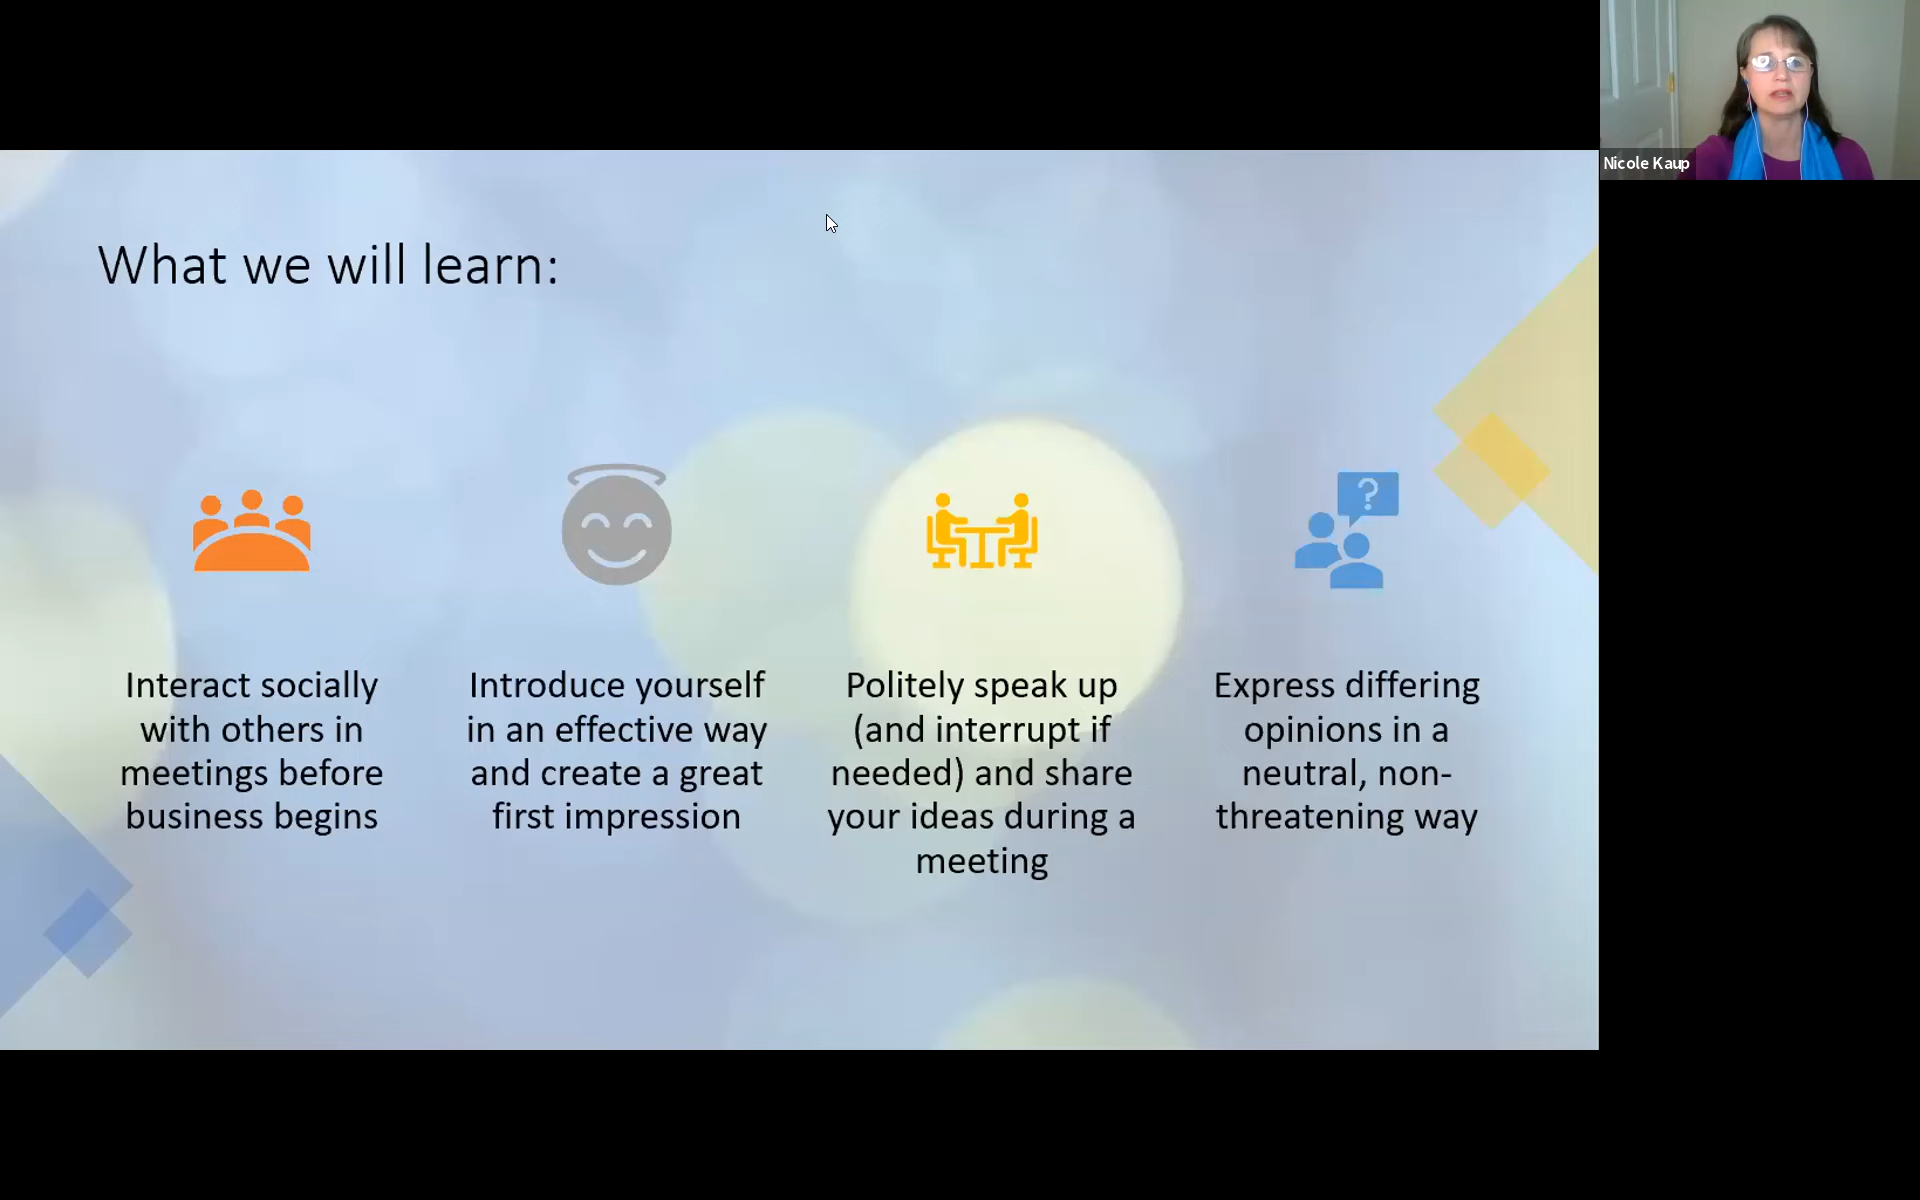 Nicole Kaup
What we will learn:
?
Interact socially
with others in
meetings before
business begins
Introduce yourself
in an effective way
and create a great
first impression
Politely speak up
(and interrupt if
needed) and share
your ideas during a
meeting
Express differing
opinions in a
neutral, non-
threatening way